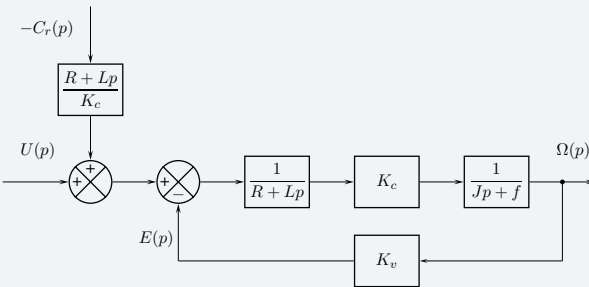 −C_r(p)
R + Lp
K_c
U(p)
+
+
+
−
1
R + Lp
K_c
1
Jp + f
Ω(p)
E(p)
K_v